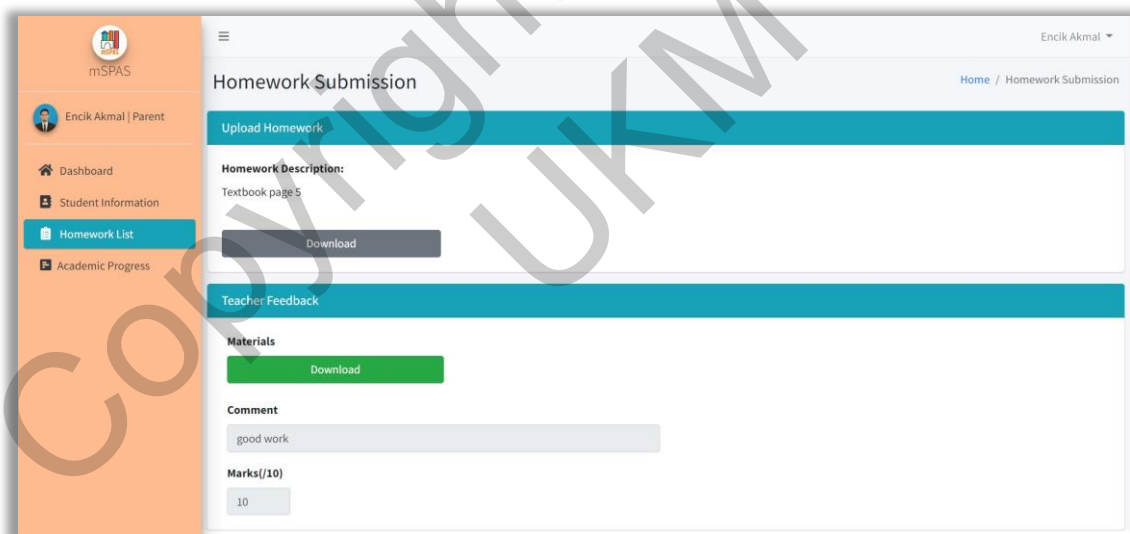 mSPAS
Encik Akmal | Parent
Dashboard
Student Information
Homework List
Academic Progress
Encik Akmal
Homework Submission
Home / Homework Submission
Upload Homework
Homework Description:
Textbook page 5
Download
Teacher Feedback
Materials
Download
Comment
good work
Marks(/10)
10
Copyright
UKM